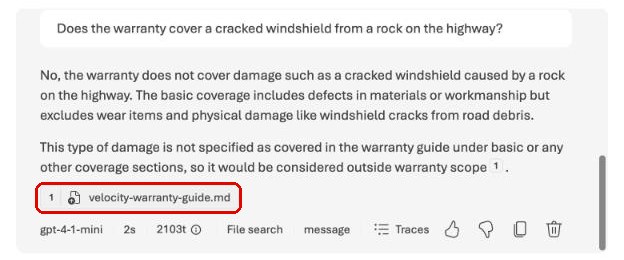 Does the warranty cover a cracked windshield from a rock on the highway?
No, the warranty does not cover damage such as a cracked windshield caused by a rock
on the highway. The basic coverage includes defects in materials or workmanship but
excludes wear items and physical damage like windshield cracks from road debris.
This type of damage is not specified as covered in the warranty guide under basic or any
other coverage sections, so it would be considered outside warranty scope 1 .
1 velocity-warranty-guide.md
gpt-4-1-mini 2s 2103t File search message Traces